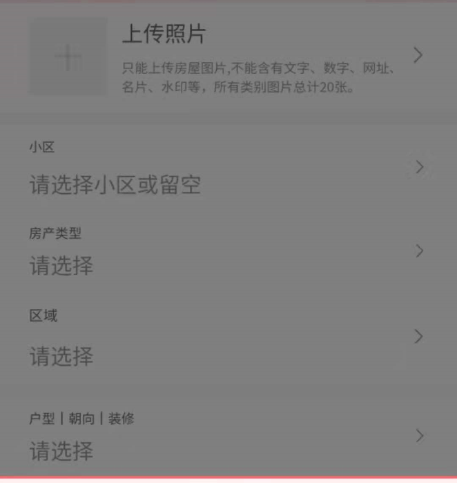 上传照片
只能上传房屋图片,不能含有文字、数字、网址、
名片、水印等，所有类别图片总计20张。
小区
请选择小区或留空
房产类型
请选择
区域
请选择
户型丨朝向丨装修
请选择